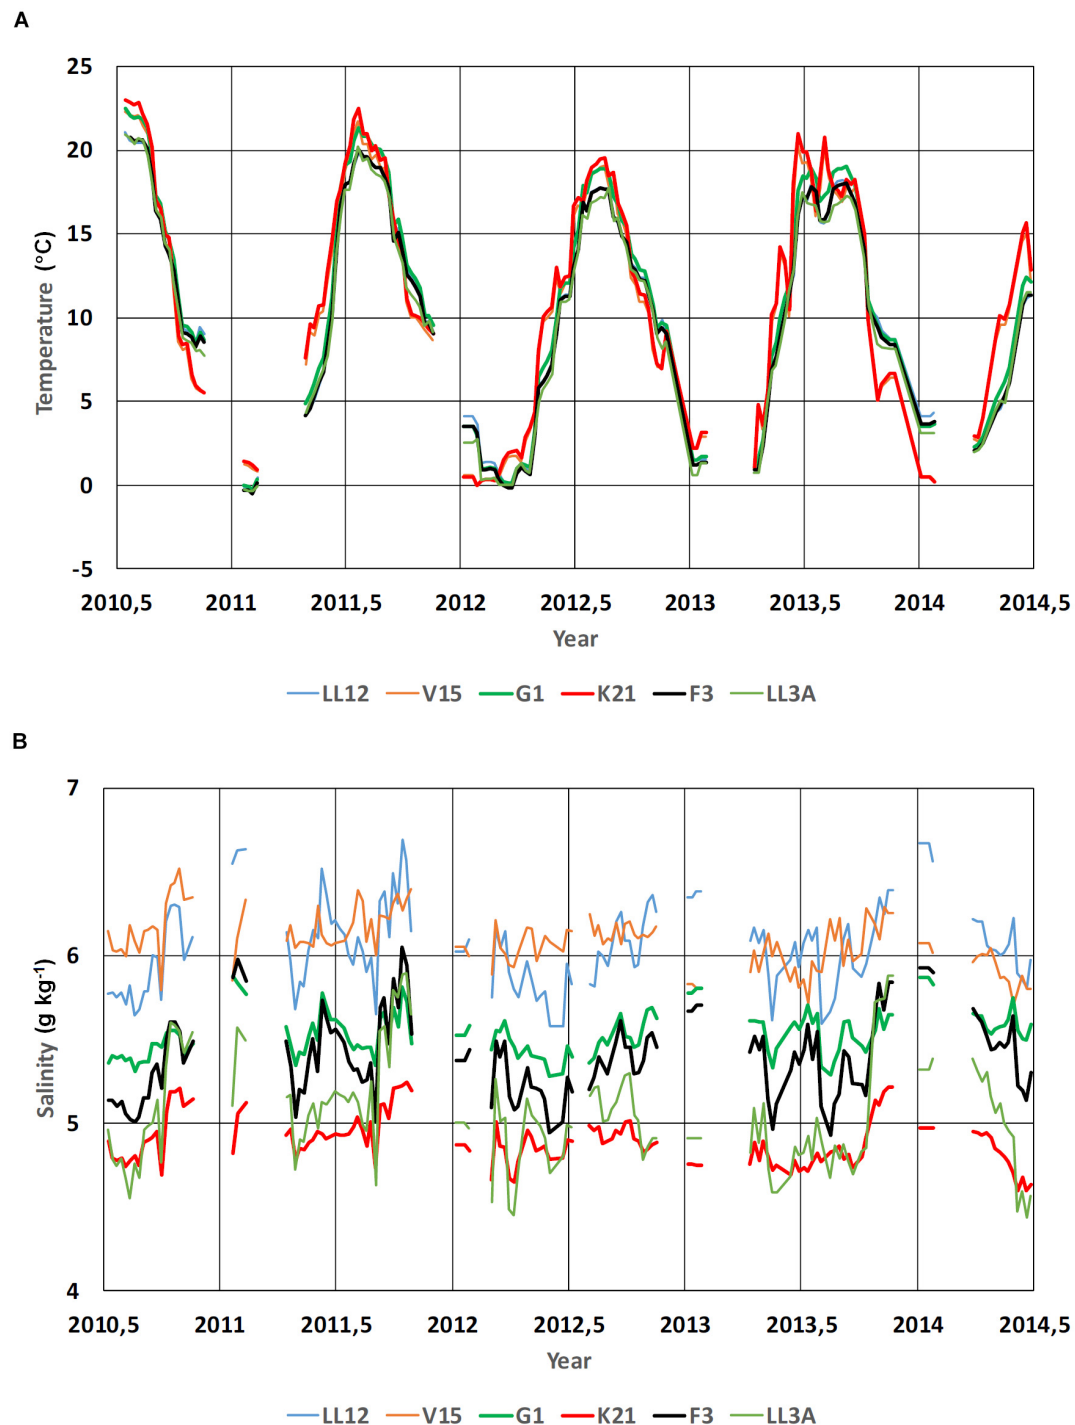 A
25
20
15
10
5
0
-5
Temperature (°C)
2010,5 2011 2011,5 2012 2012,5 2013 2013,5 2014 2014,5
Year
LL12 V15 G1 K21 F3 LL3A
B
7
6
5
4
Salinity (g kg-1)
2010,5 2011 2011,5 2012 2012,5 2013 2013,5 2014 2014,5
Year
LL12 V15 G1 K21 F3 LL3A